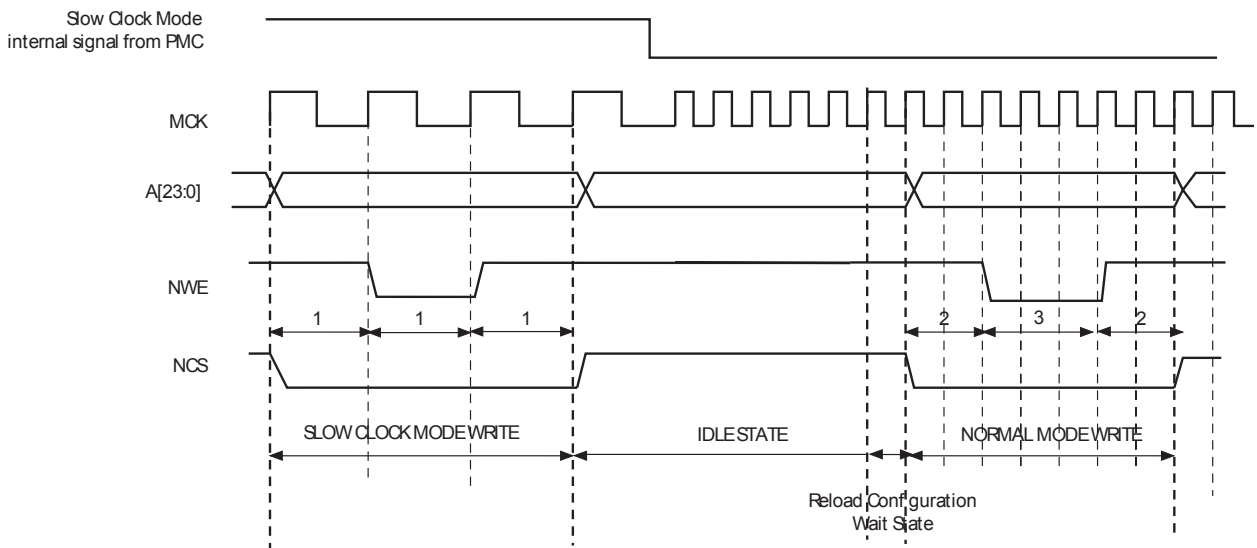 Slow Clock Mode
internal signal from PMC
MCK
A[23:0]
NWE
1 1 1 2 3 2
NCS
SLOW CLOCK MODE WRITE IDLE STATE NORMAL MODE WRITE
Reload Configuration
Wait State